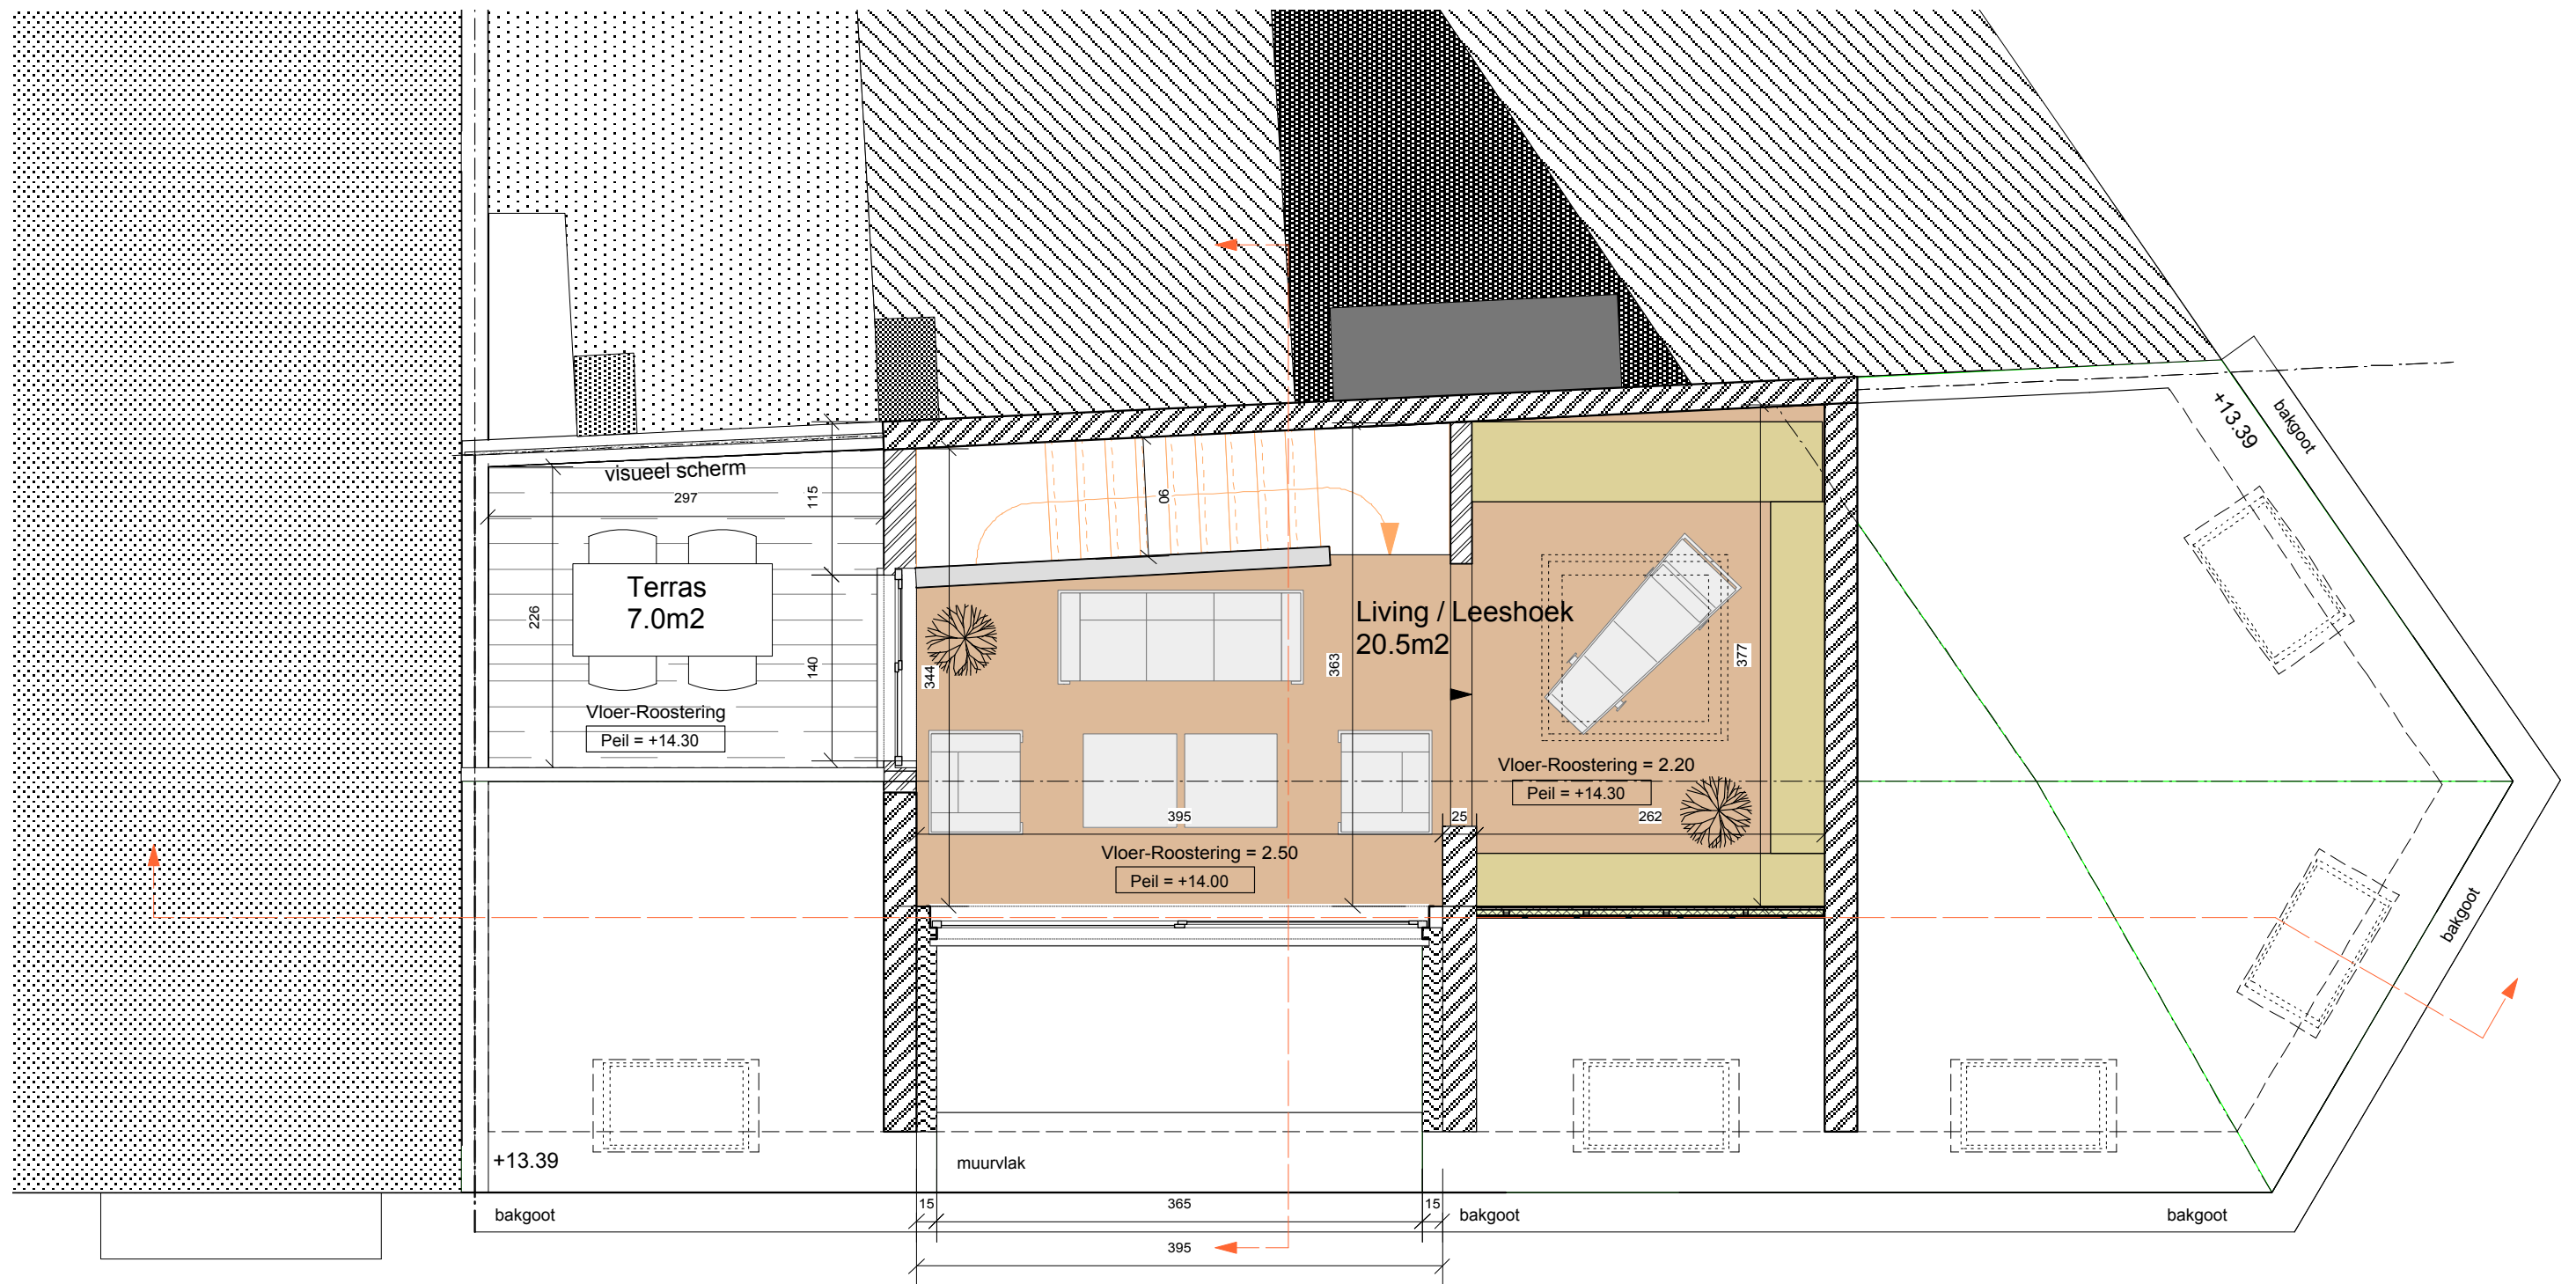 bakgoot
+13.39
visueel scherm
297
115
90
Terras
7.0m2
226
140
344
Living / Leeshoek
20.5m2
363
377
Vloer-Roostering
Peil = +14.30
Vloer-Roostering = 2.20
Peil = +14.30
395
25
262
Vloer-Roostering = 2.50
Peil = +14.00
bakgoot
+13.39
muurvlak
15
365
15
bakgoot
bakgoot
bakgoot
395